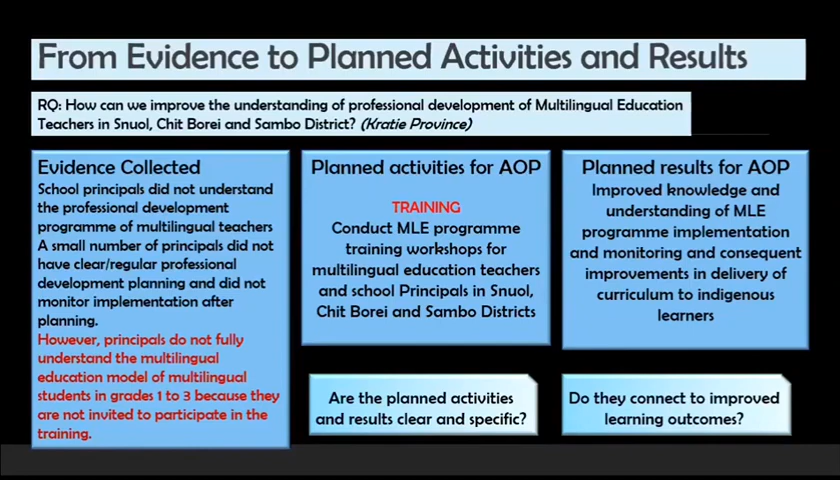 From Evidence to Planned Activities and Results
RQ: How can we improve the understanding of professional development of Multilingual Education
Teachers in Snuol, Chit Borei and Sambo District? (Kratie Province)
Evidence Collected
School principals did not understand
the professional development
programme of multilingual teachers
A small number of principals did not
have clear/regular professional
development planning and did not
monitor implementation after
planning.
However, principals do not fully
understand the multilingual
education model of multilingual
students in grades 1 to 3 because they
are not invited to participate in the
training.
Planned activities for AOP
TRAINING
Conduct MLE programme
training workshops for
multilingual education teachers
and school Principals in Snuol,
Chit Borei and Sambo Districts
Are the planned activities
and results clear and specific?
Planned results for AOP
Improved knowledge and
understanding of MLE
programme implementation
and monitoring and consequent
improvements in delivery of
curriculum to indigenous
learners
Do they connect to improved
learning outcomes?